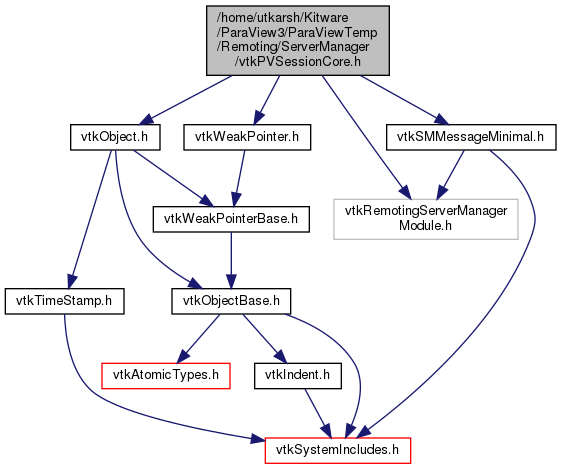 /home/utkarsh/Kitware
/ParaView3/ParaViewTemp
/Remoting/ServerManager
/vtkPVSessionCore.h
vtkObject.h
vtkWeakPointer.h
vtkSMMessageMinimal.h
vtkWeakPointerBase.h
vtkRemotingServerManager
Module.h
vtkTimeStamp.h
vtkObjectBase.h
vtkAtomicTypes.h
vtkIndent.h
vtkSystemIncludes.h